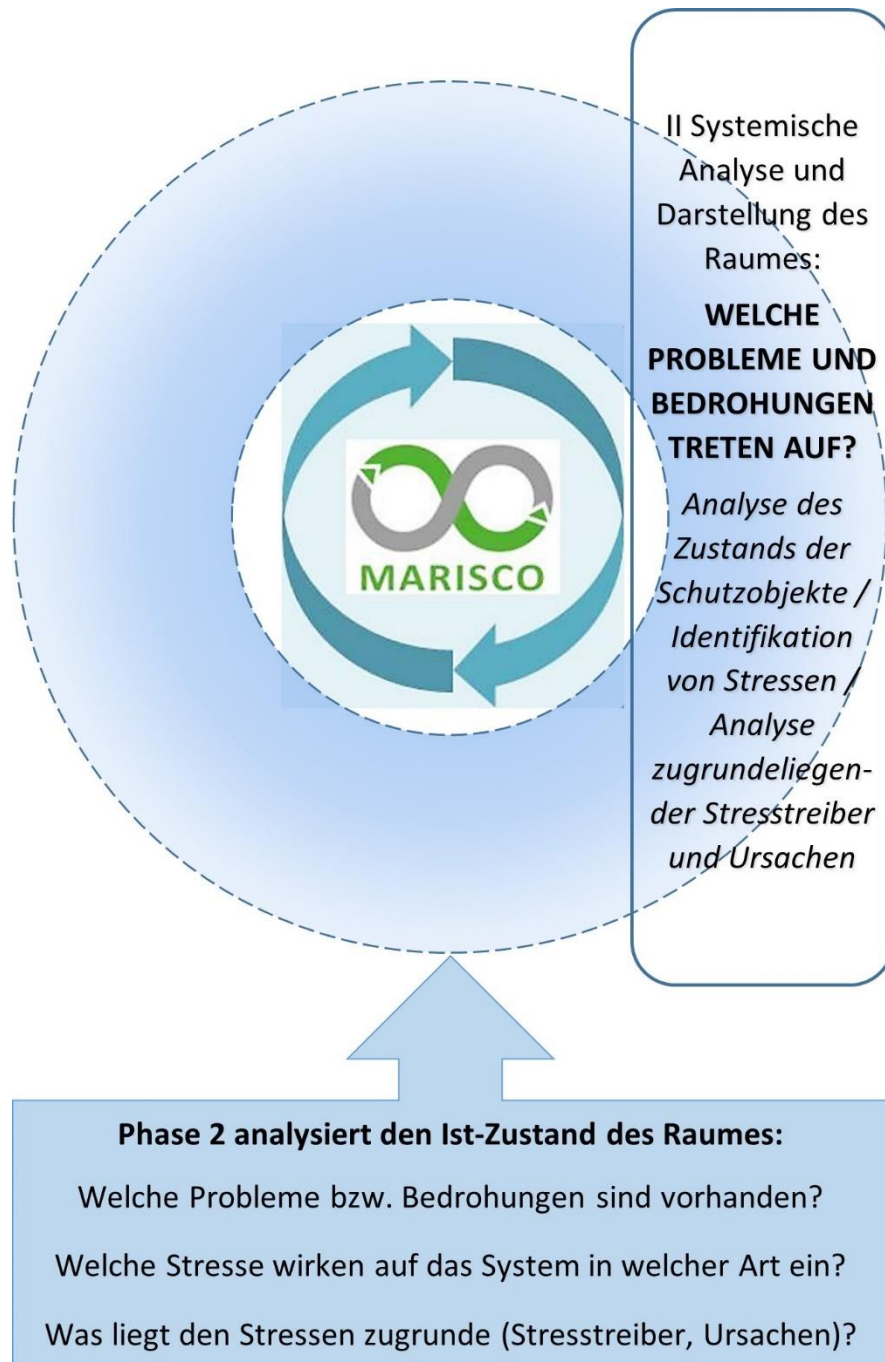 II Systemische
Analyse und
Darstellung des
Raumes:
WELCHE
PROBLEME UND
BEDROHUNGEN
TRETEN AUF?
Analyse des
Zustands der
Schutzobjekte /
Identifikation
von Stressen /
Analyse
zugrundeliegen-
der Stresstreiber
und Ursachen
MARISCO
Phase 2 analysiert den Ist-Zustand des Raumes:
Welche Probleme bzw. Bedrohungen sind vorhanden?
Welche Stresse wirken auf das System in welcher Art ein?
Was liegt den Stressen zugrunde (Stresstreiber, Ursachen)?